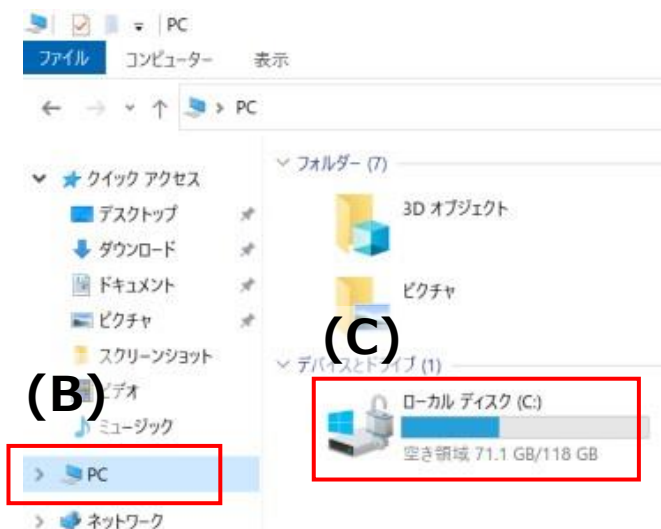 PC
ファイル コンピューター 表示
PC
クイック アクセス
デスクトップ
ダウンロード
ドキュメント
ピクチャ
スクリーンショット
(B)
ビデオ
ミュージック
PC
ネットワーク
フォルダー (7)
3D オブジェクト
ピクチャ
(C)
デバイスとドライブ (1)
ローカル ディスク (C:)
空き領域 71.1 GB/118 GB